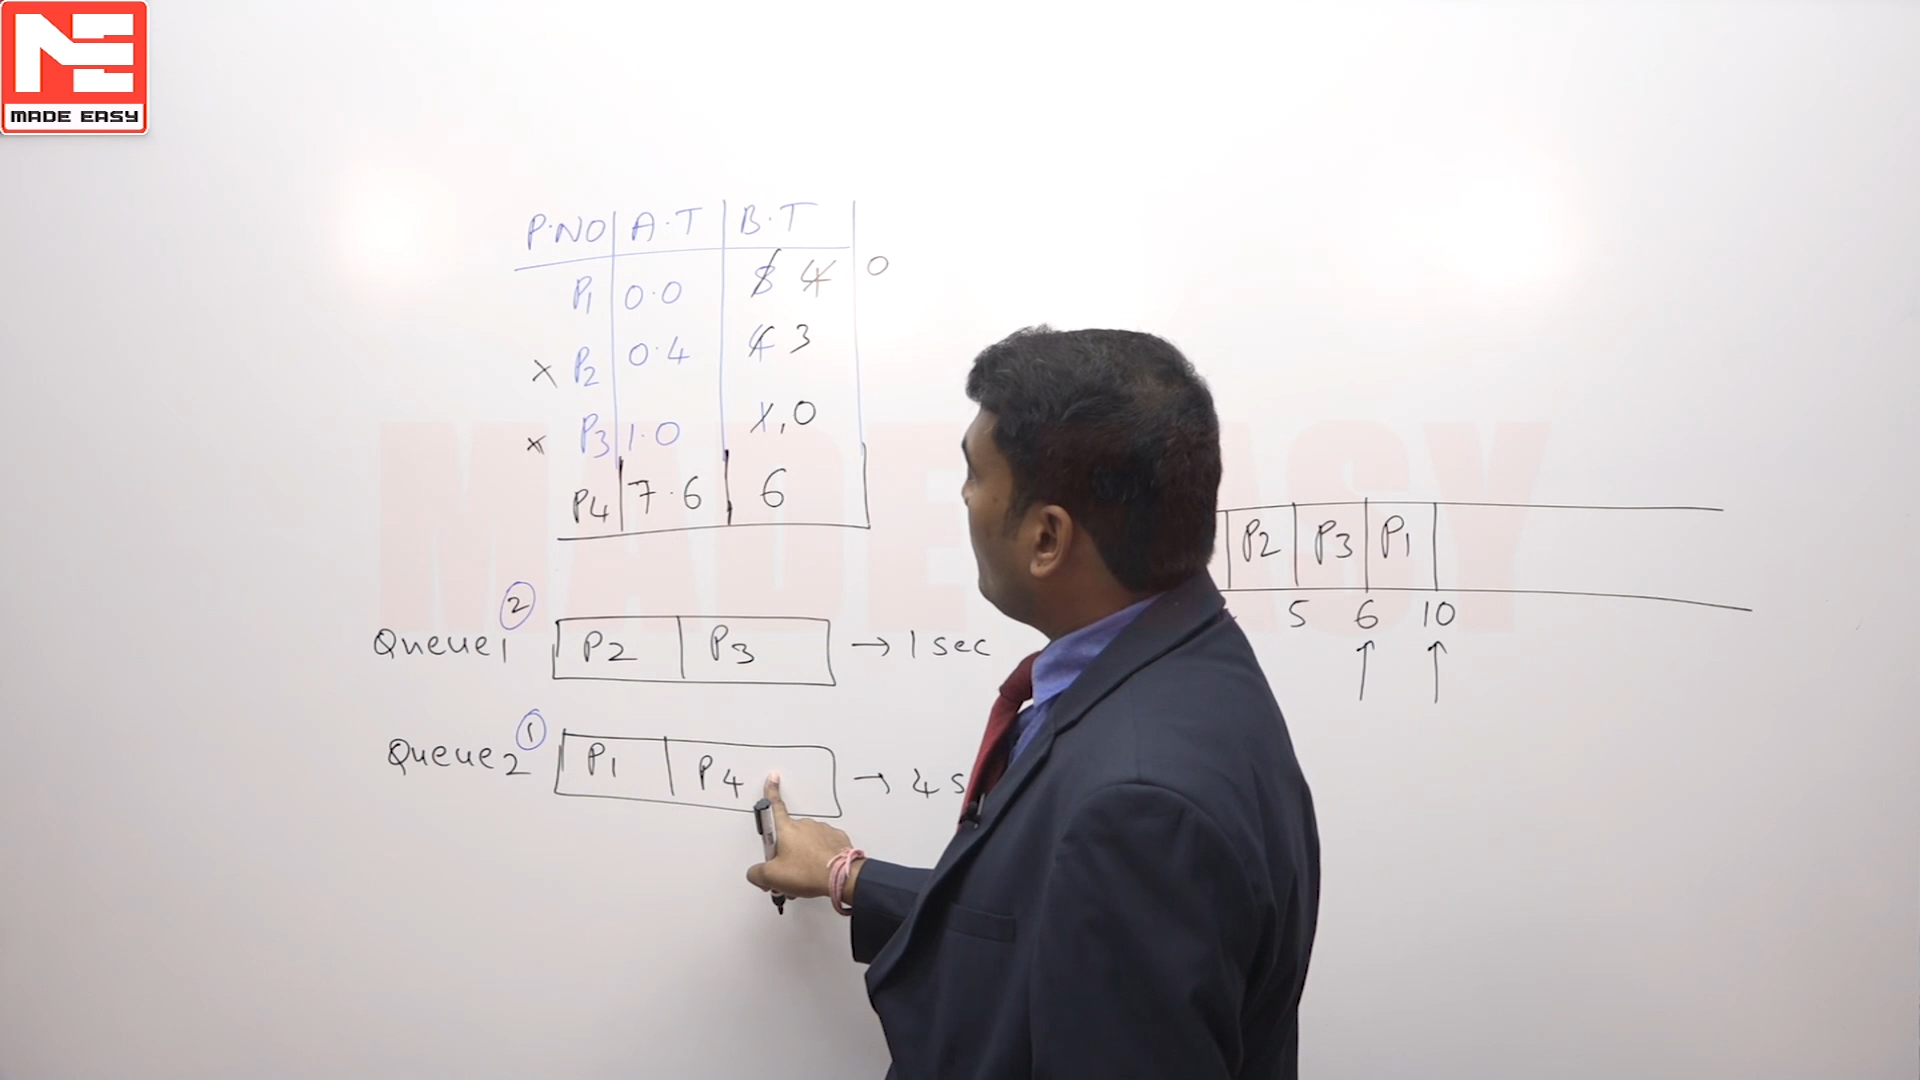 MADE EASY
P.NO A.T B.T
P1 0.0 8 4 0
x P2 0.4 4 3
x P3 1.0 1, 0
P4 7.6 6
P2 P3 P1
5 6 10
2
Queue1 P2 P3 → 1 sec
1
Queue2 P1 P4 → 4 s